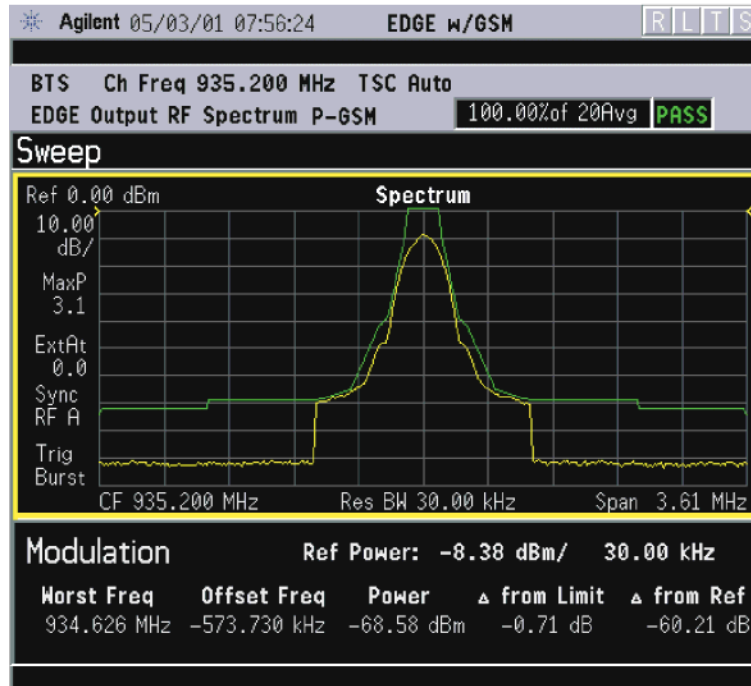 Agilent 05/03/01 07:56:24 EDGE w/GSM R L T S
BTS Ch Freq 935.200 MHz TSC Auto
EDGE Output RF Spectrum P-GSM 100.00%of 20Avg PASS
Sweep
Ref 0.00 dBm Spectrum
10.00
dB/
MaxP
3.1
ExtAt
0.0
Sync
RF A
Trig
Burst
CF 935.200 MHz Res BW 30.00 kHz Span 3.61 MHz
Modulation Ref Power: -8.38 dBm/ 30.00 kHz
Worst Freq Offset Freq Power Δ from Limit Δ from Ref
934.626 MHz -573.730 kHz -68.58 dBm -0.71 dB -60.21 dB